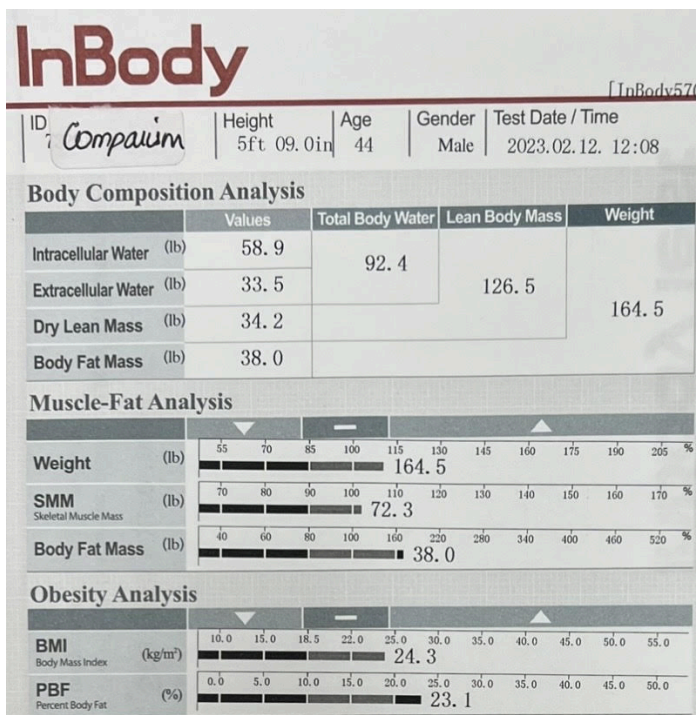 InBody
[InBody570
ID Compauim Height 5ft 09.0in Age 44 Gender Male Test Date / Time 2023.02.12. 12:08
Body Composition Analysis
Values Total Body Water Lean Body Mass Weight
Intracellular Water (lb) 58.9 92.4 126.5 164.5
Extracellular Water (lb) 33.5
Dry Lean Mass (lb) 34.2
Body Fat Mass (lb) 38.0
Muscle-Fat Analysis
Weight (lb) 55 70 85 100 115 130 145 160 175 190 205 %
164.5
SMM Skeletal Muscle Mass (lb) 70 80 90 100 110 120 130 140 150 160 170 %
72.3
Body Fat Mass (lb) 40 60 80 100 160 220 280 340 400 460 520 %
38.0
Obesity Analysis
BMI Body Mass Index (kg/m²) 10.0 15.0 18.5 22.0 25.0 30.0 35.0 40.0 45.0 50.0 55.0
24.3
PBF Percent Body Fat (%) 0.0 5.0 10.0 15.0 20.0 25.0 30.0 35.0 40.0 45.0 50.0
23.1